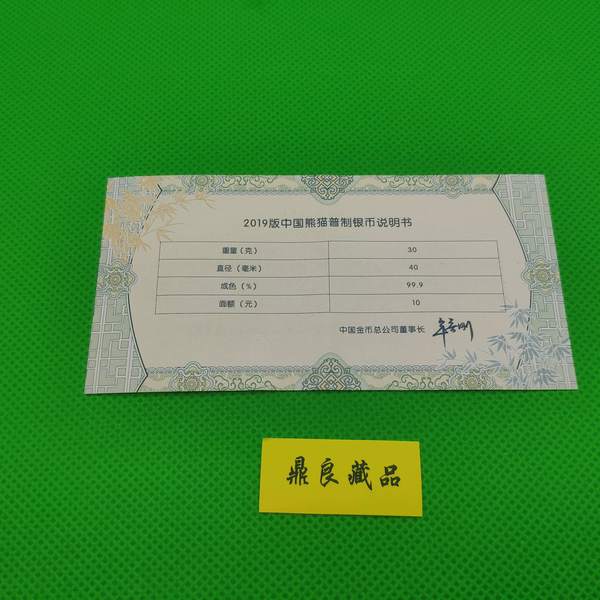 2019版中国熊猫普制银币说明书
重量（克） 30
直径（毫米） 40
成色（%） 99.9
面额（元） 10
中国金币总公司董事长
鼎良藏品